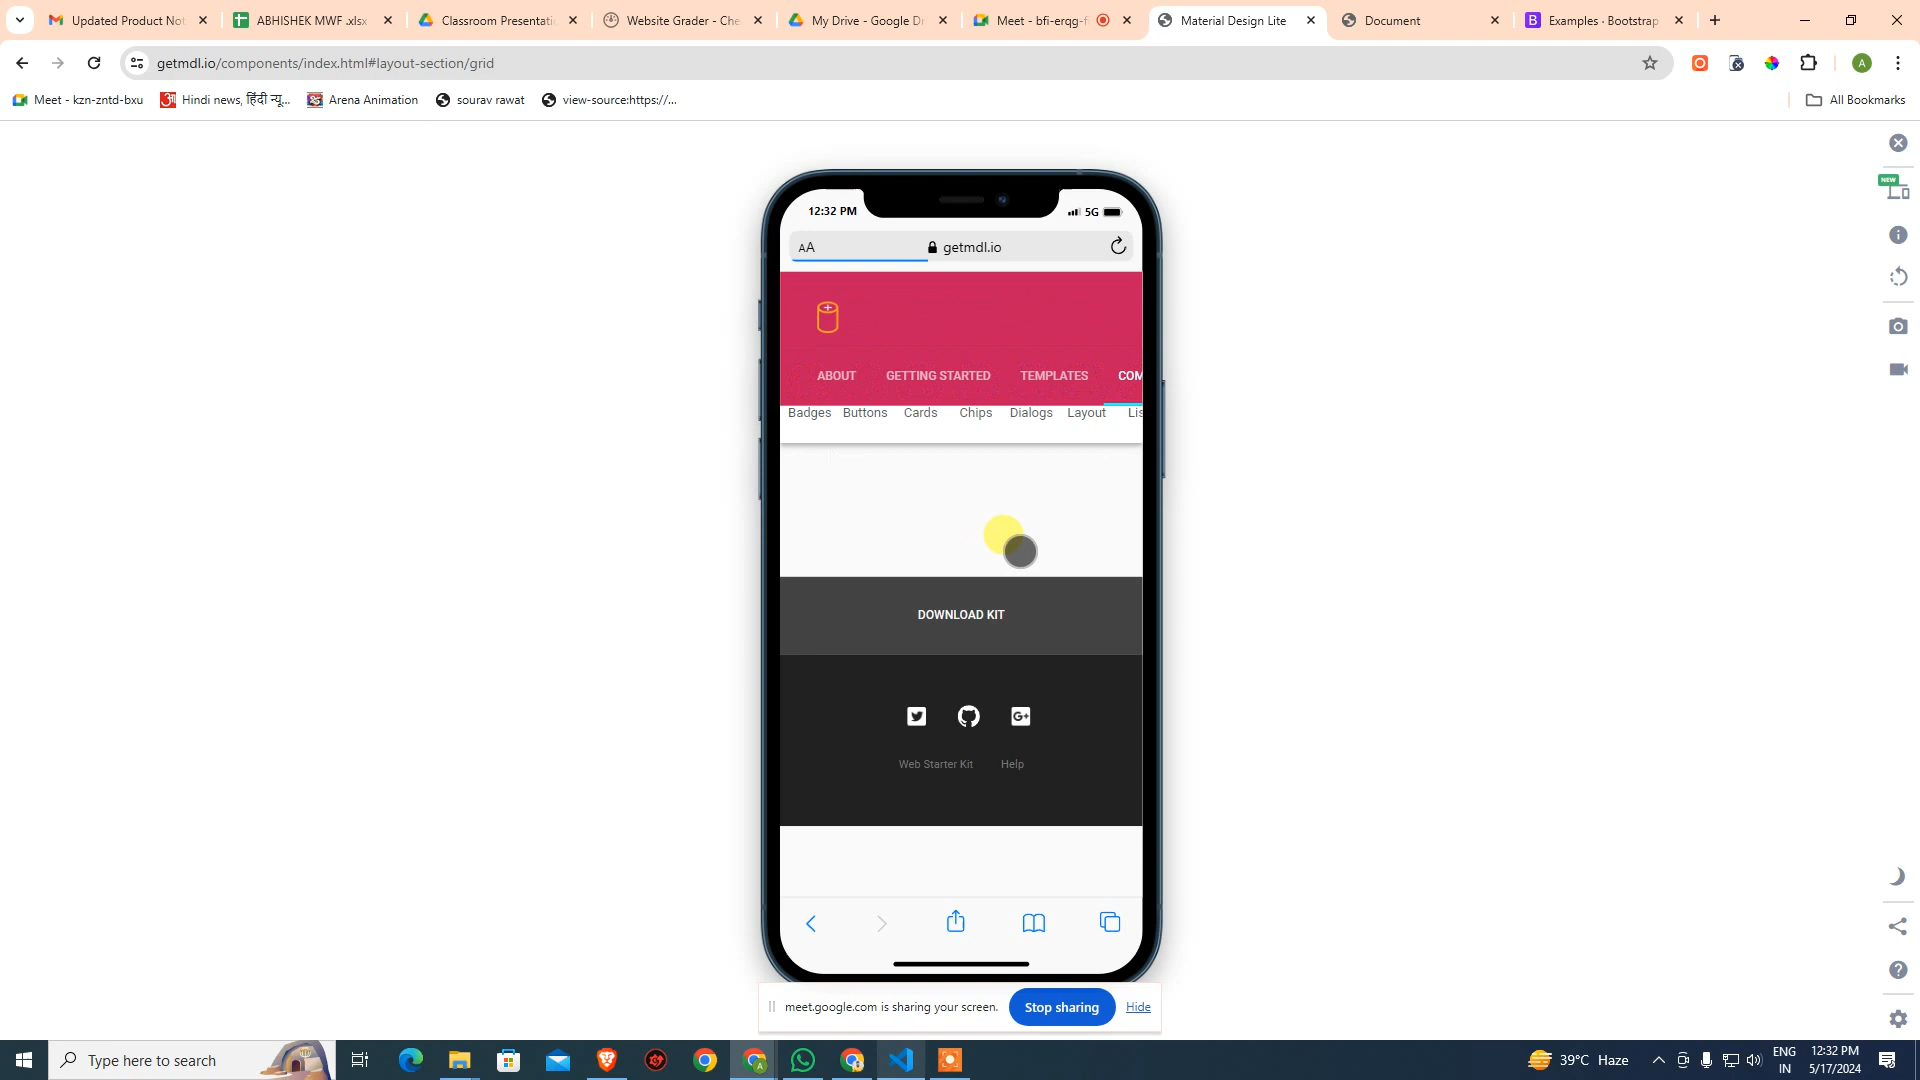 Updated Product Not
ABHISHEK MWF .xlsx
Classroom Presentatio
Website Grader - Che
My Drive - Google Dr
Meet - bfi-erqg-f
Material Design Lite
Document
Examples · Bootstrap
getmdl.io/components/index.html#layout-section/grid
Meet - kzn-zntd-bxu
Hindi news, हिंदी न्यू...
Arena Animation
sourav rawat
view-source:https://...
All Bookmarks
NEW
12:32 PM
5G
AA
getmdl.io
ABOUT
GETTING STARTED
TEMPLATES
COM
Badges
Buttons
Cards
Chips
Dialogs
Layout
Lis
DOWNLOAD KIT
Web Starter Kit
Help
meet.google.com is sharing your screen.
Stop sharing
Hide
Type here to search
39°C Haze
ENG
IN
12:32 PM
5/17/2024